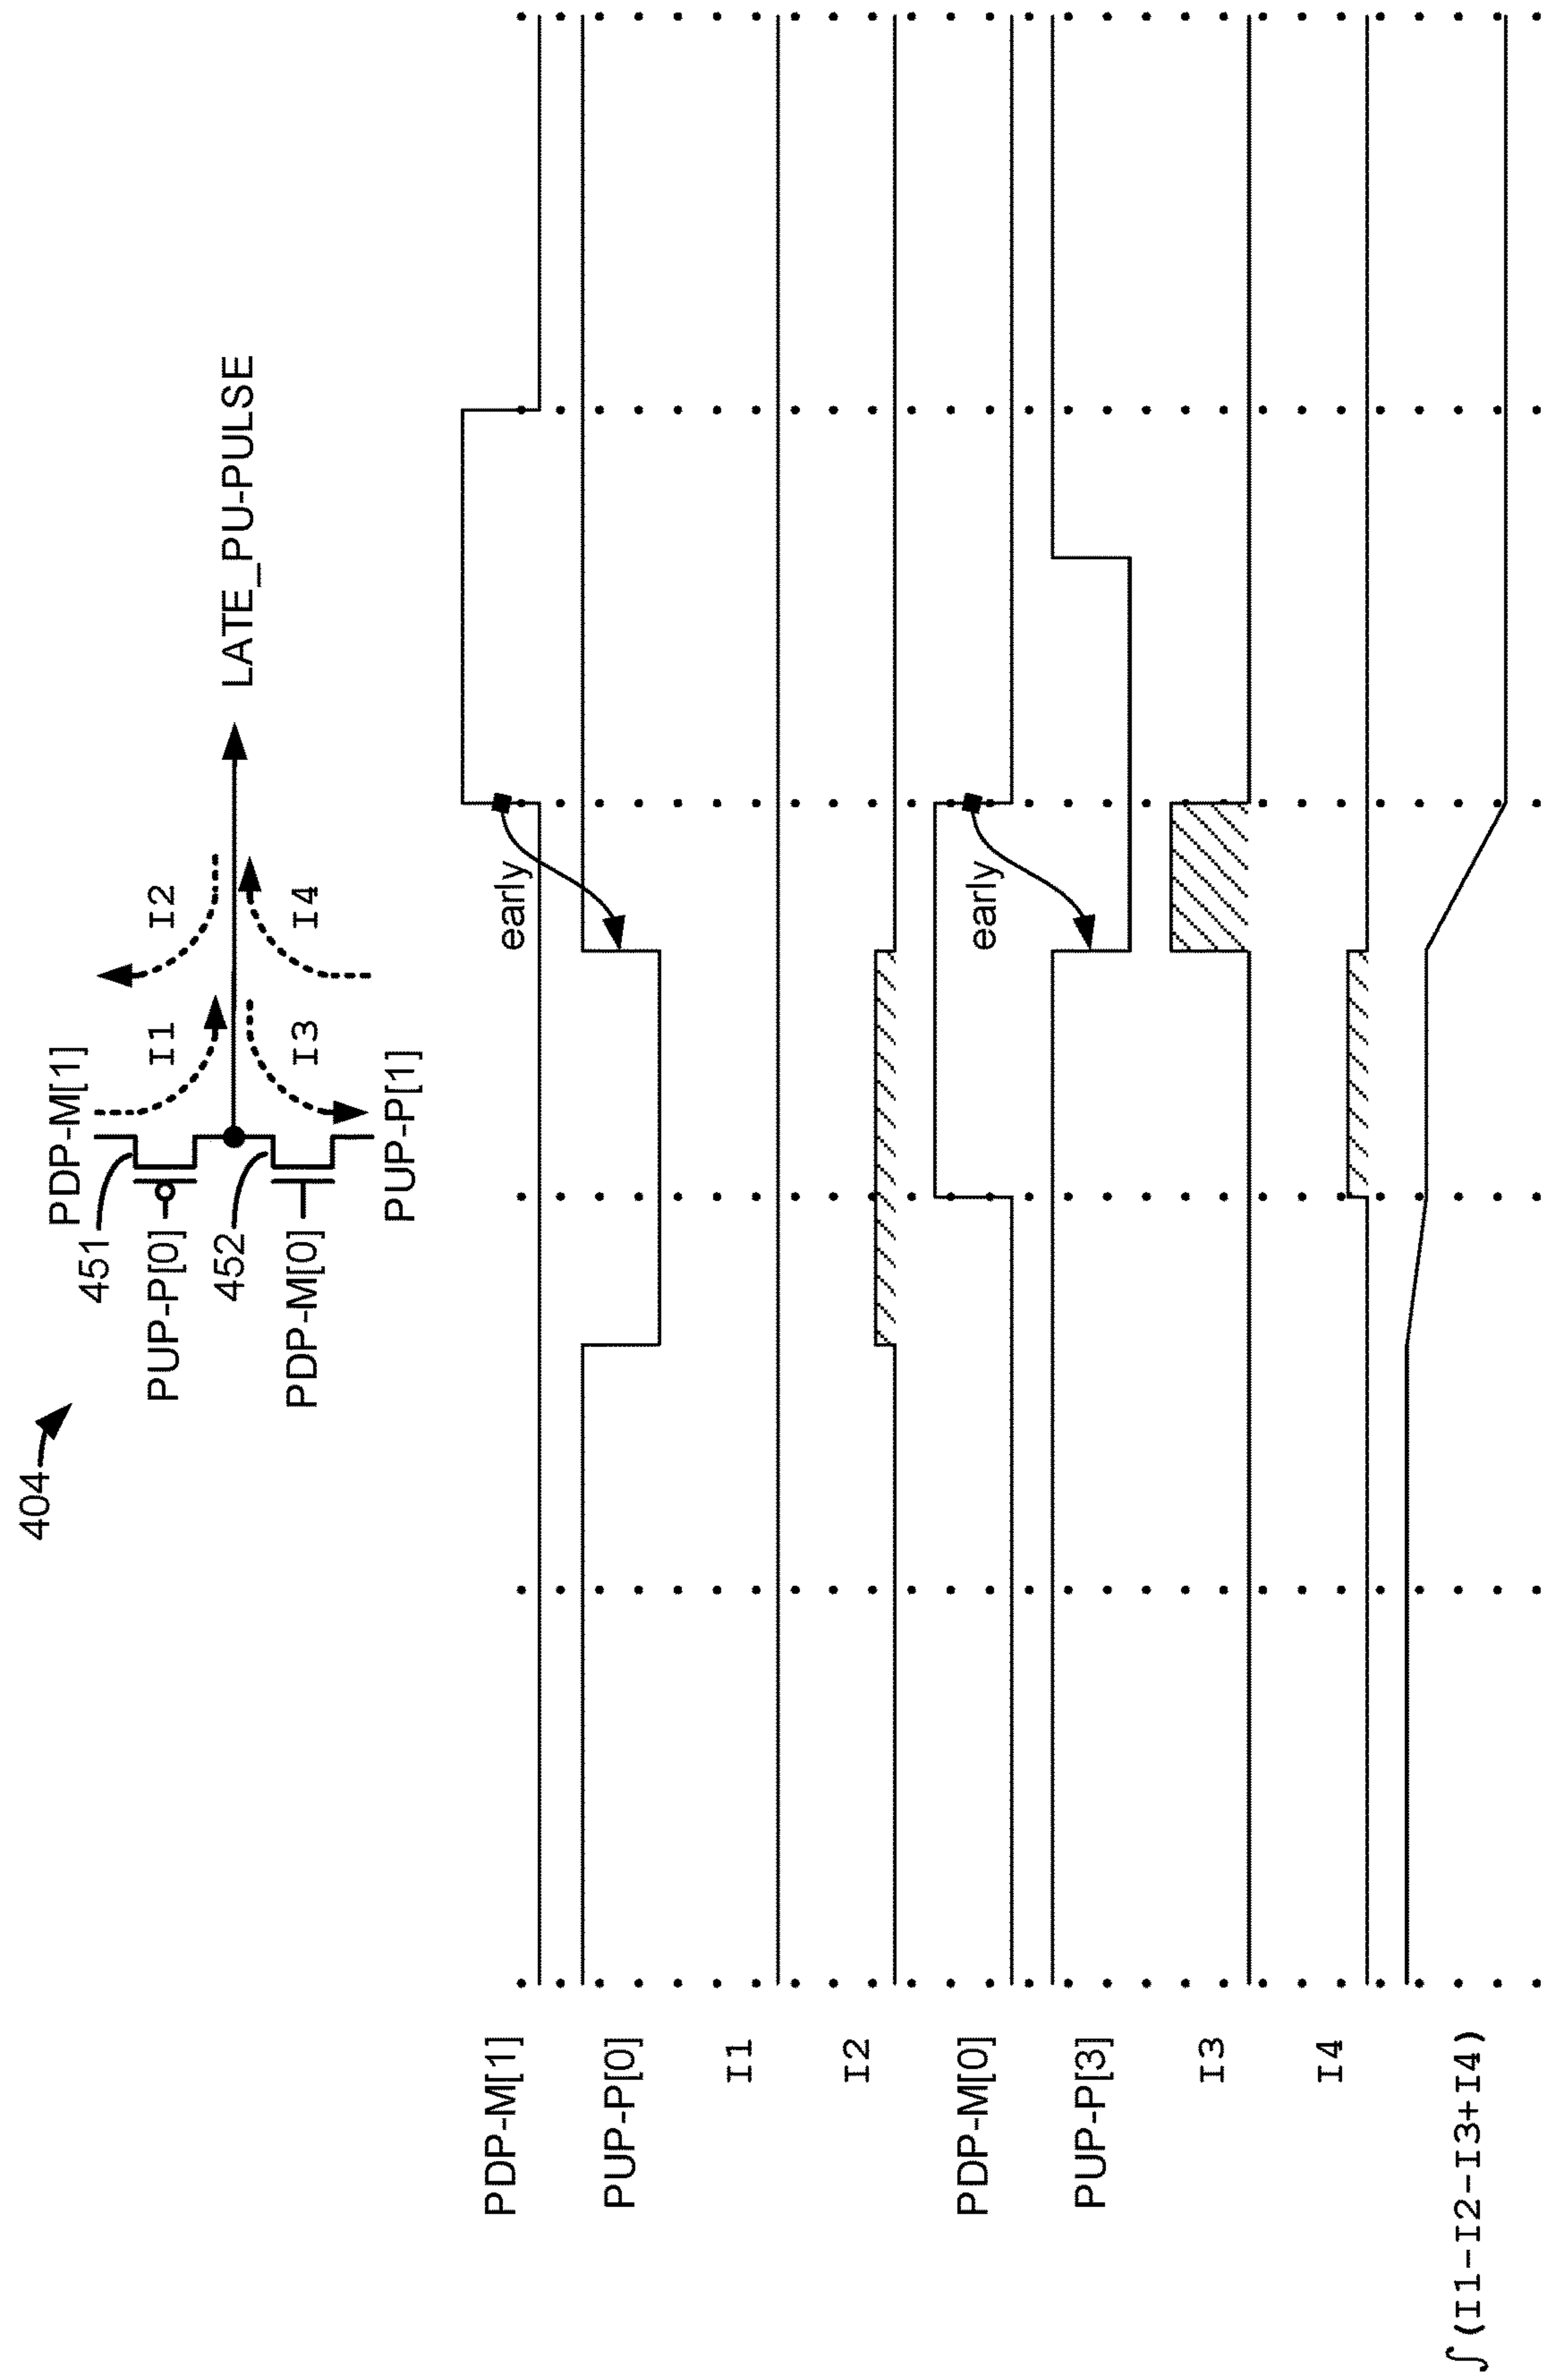 404
PDP-M[1]
451
I1
I2
PUP-P[0]
452
LATE_PU-PULSE
PDP-M[0]
I3
I4
PUP-P[1]
PDP-M[1]
early
PUP-P[0]
I1
I2
PDP-M[0]
early
PUP-P[3]
I3
I4
∫(I1-I2-I3+I4)